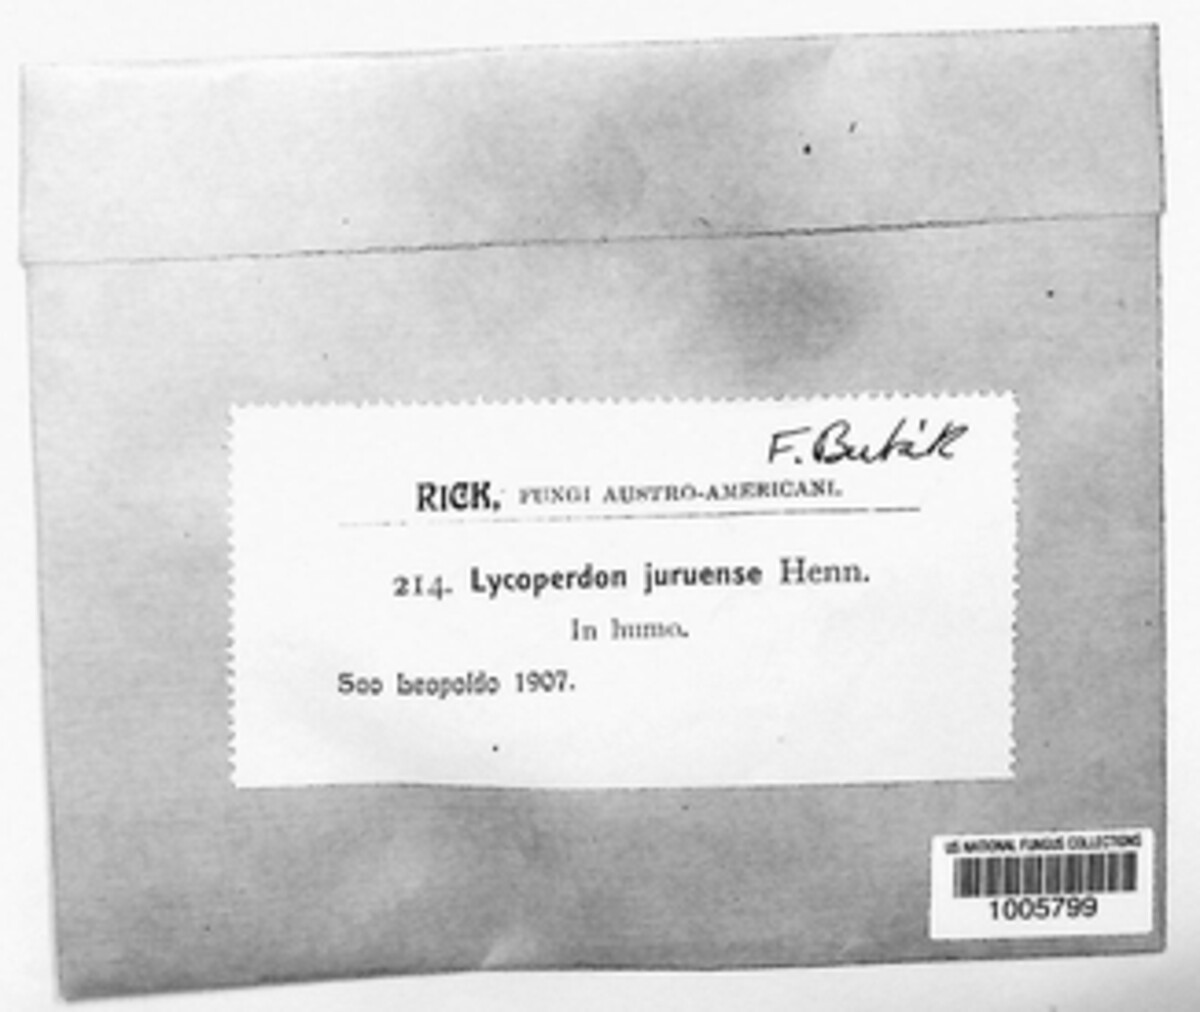 F. Bubák
RICK, FUNGI AUSTRO-AMERICANI.
214. Lycoperdon juruense Henn.
In humo.
Sao Leopoldo 1907.
US NATIONAL FUNGUS COLLECTIONS
1005799